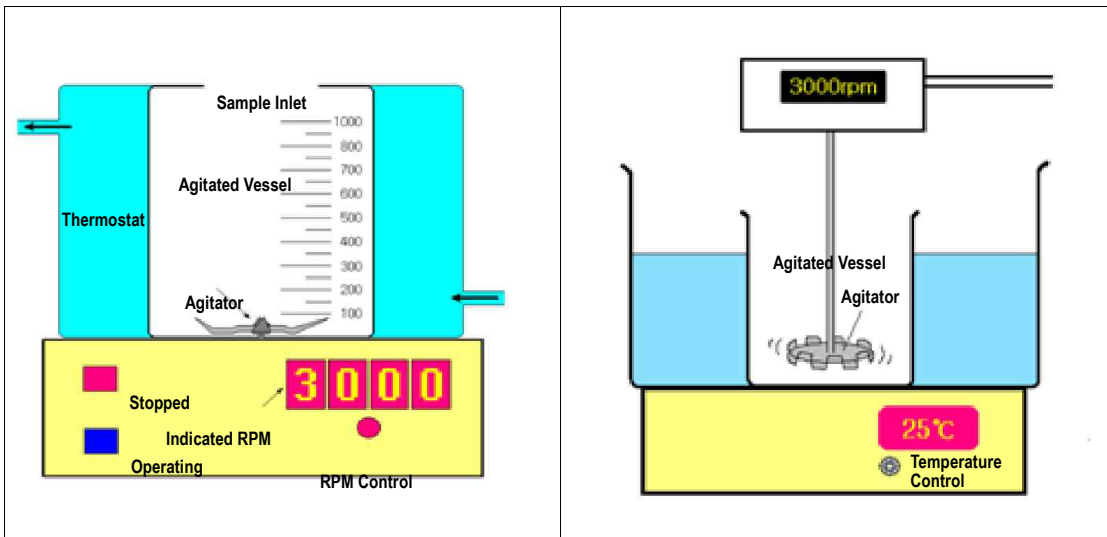 Sample Inlet
1000
800
Agitated Vessel
700
600
Thermostat
500
400
300
200
Agitator
100
Stopped
3000
Indicated RPM
Operating
RPM Control
3000rpm
Agitated Vessel
Agitator
25℃
Temperature
Control